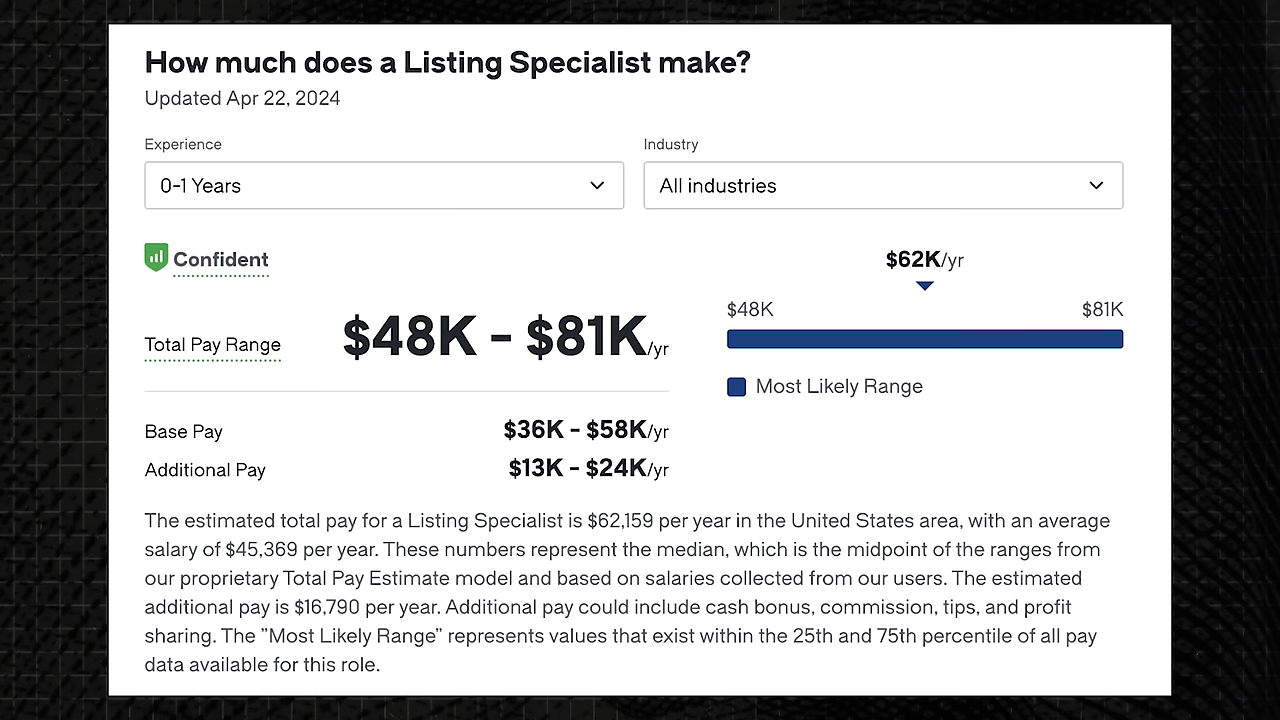 How much does a Listing Specialist make?
Updated Apr 22, 2024
Experience
Industry
0-1 Years
All industries
Confident
$62K/yr
$48K
$81K
Total Pay Range
$48K - $81K/yr
Most Likely Range
Base Pay
$36K - $58K/yr
Additional Pay
$13K - $24K/yr
The estimated total pay for a Listing Specialist is $62,159 per year in the United States area, with an average
salary of $45,369 per year. These numbers represent the median, which is the midpoint of the ranges from
our proprietary Total Pay Estimate model and based on salaries collected from our users. The estimated
additional pay is $16,790 per year. Additional pay could include cash bonus, commission, tips, and profit
sharing. The ”Most Likely Range” represents values that exist within the 25th and 75th percentile of all pay
data available for this role.